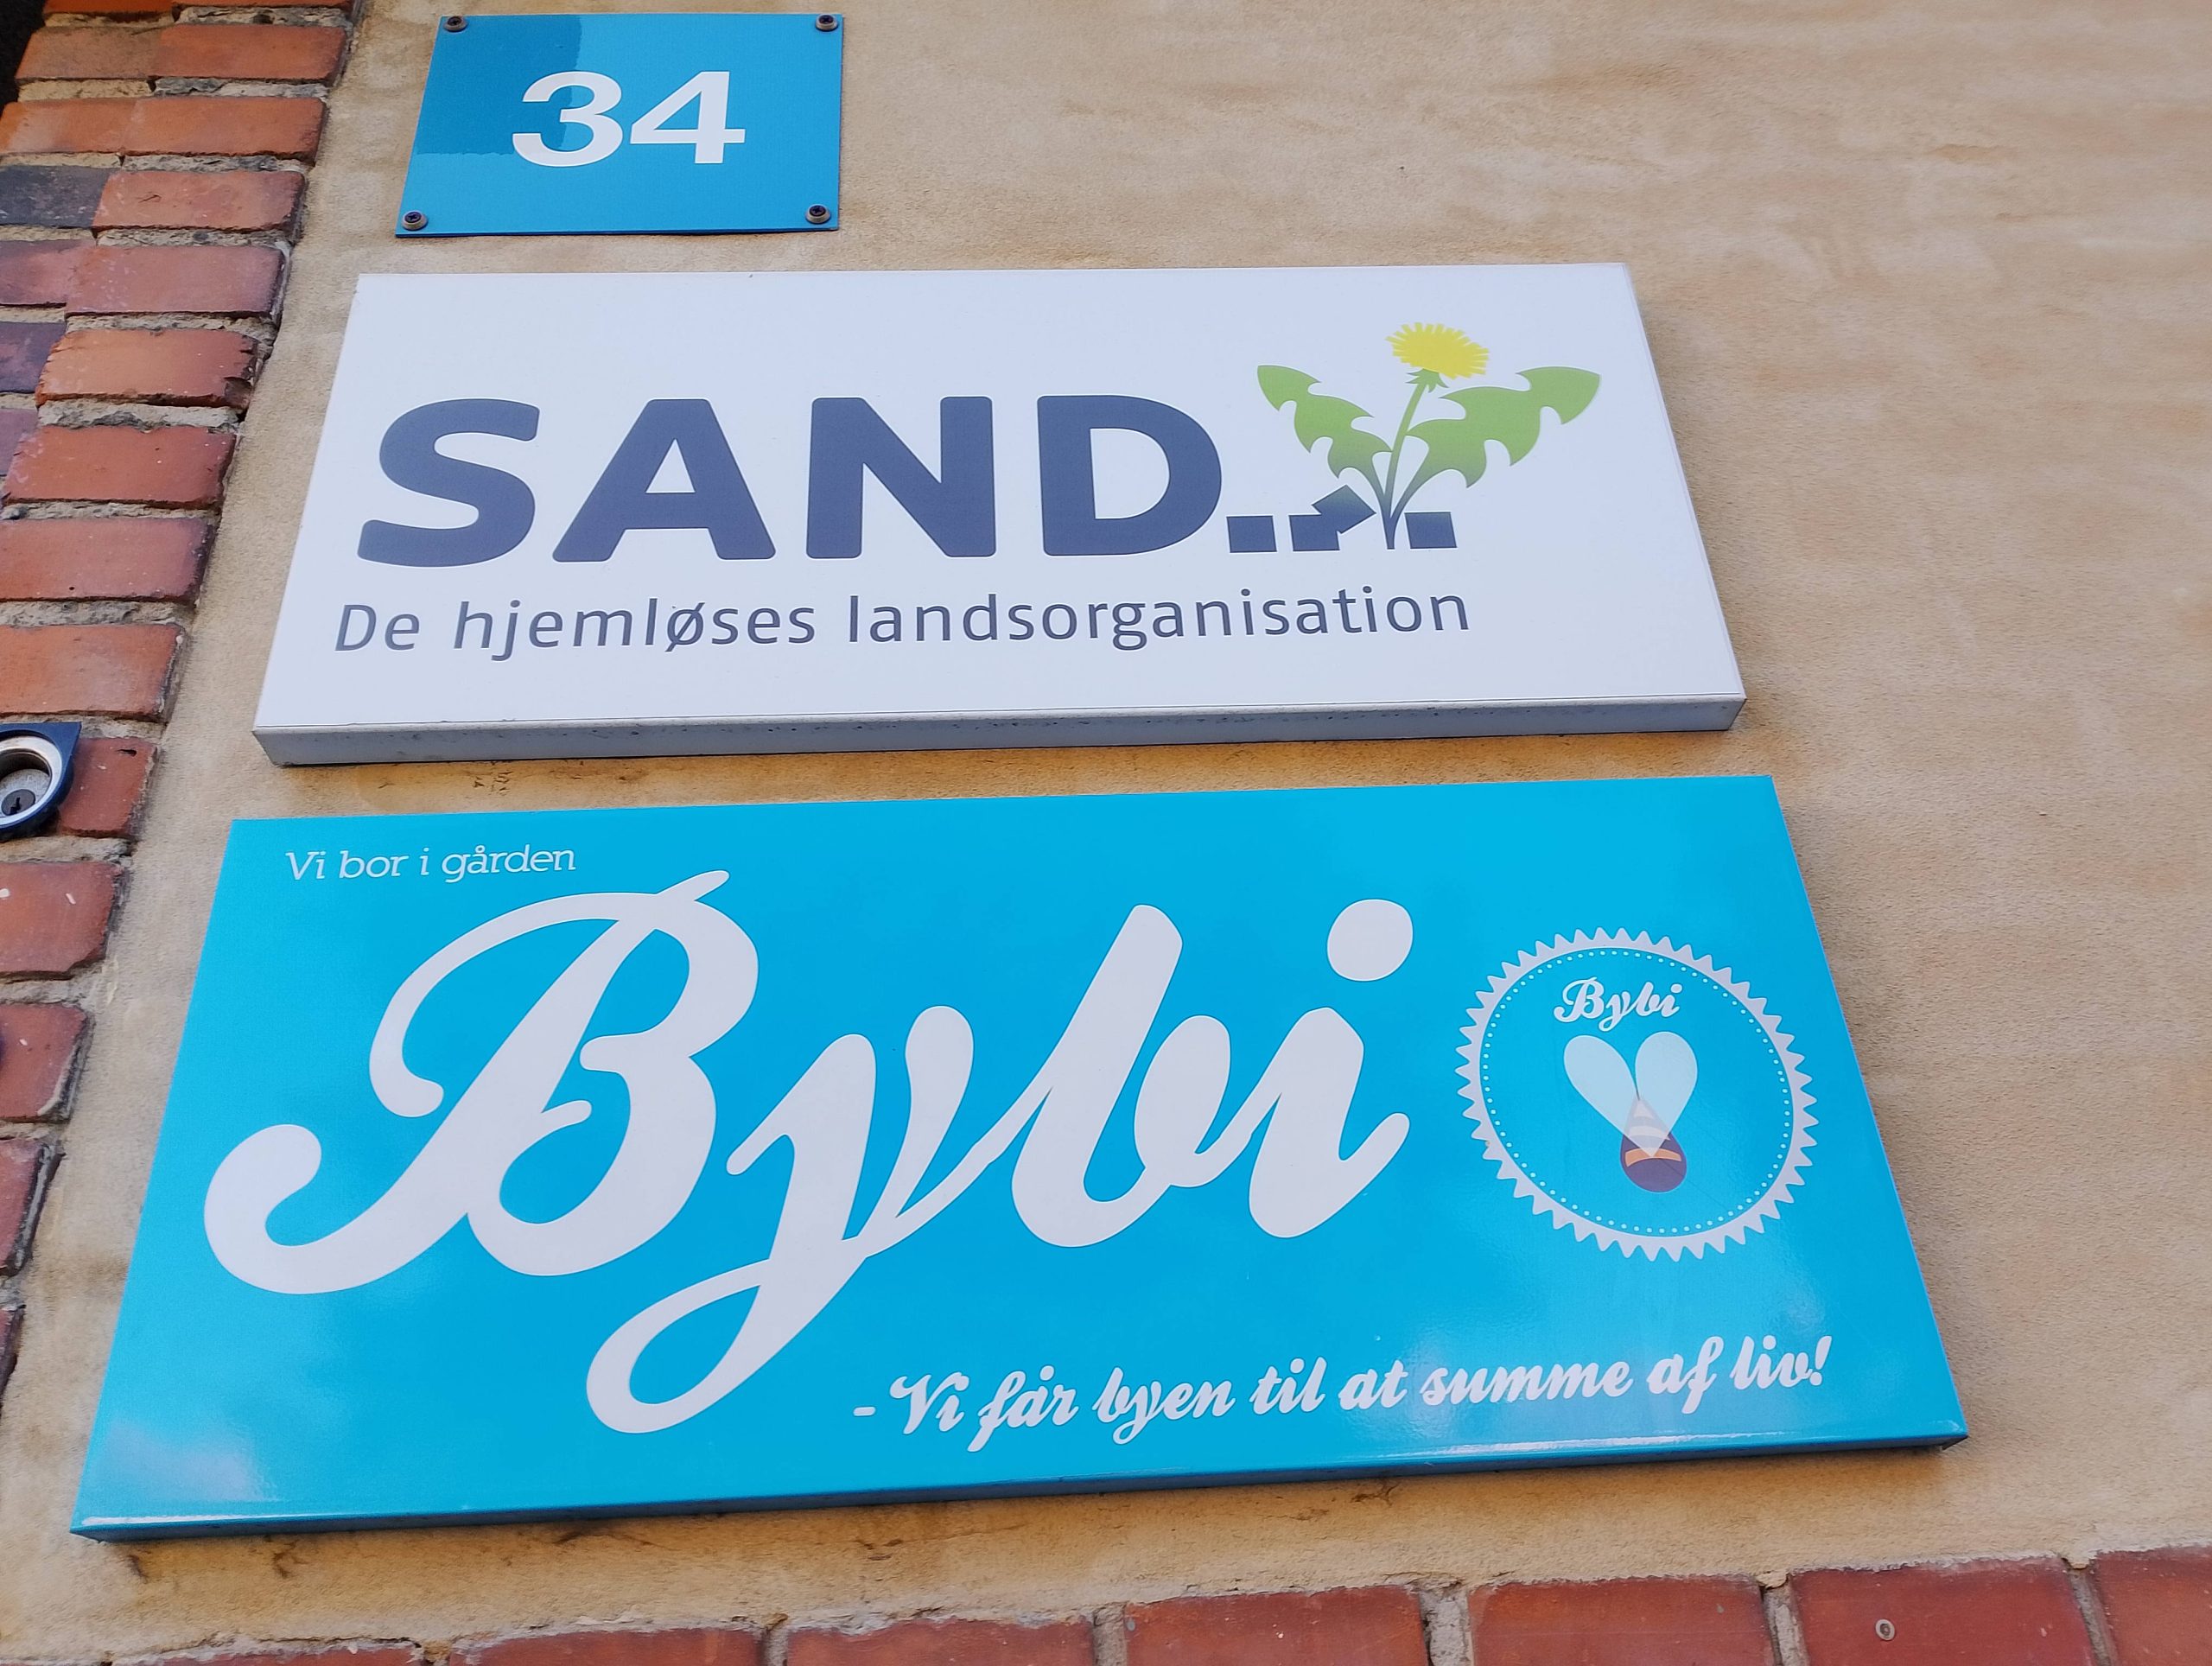 34
SAND...
De hjemløses landsorganisation
Vi bor i gården
Bybi
Bybi
-Vi får byen til at summe af liv!